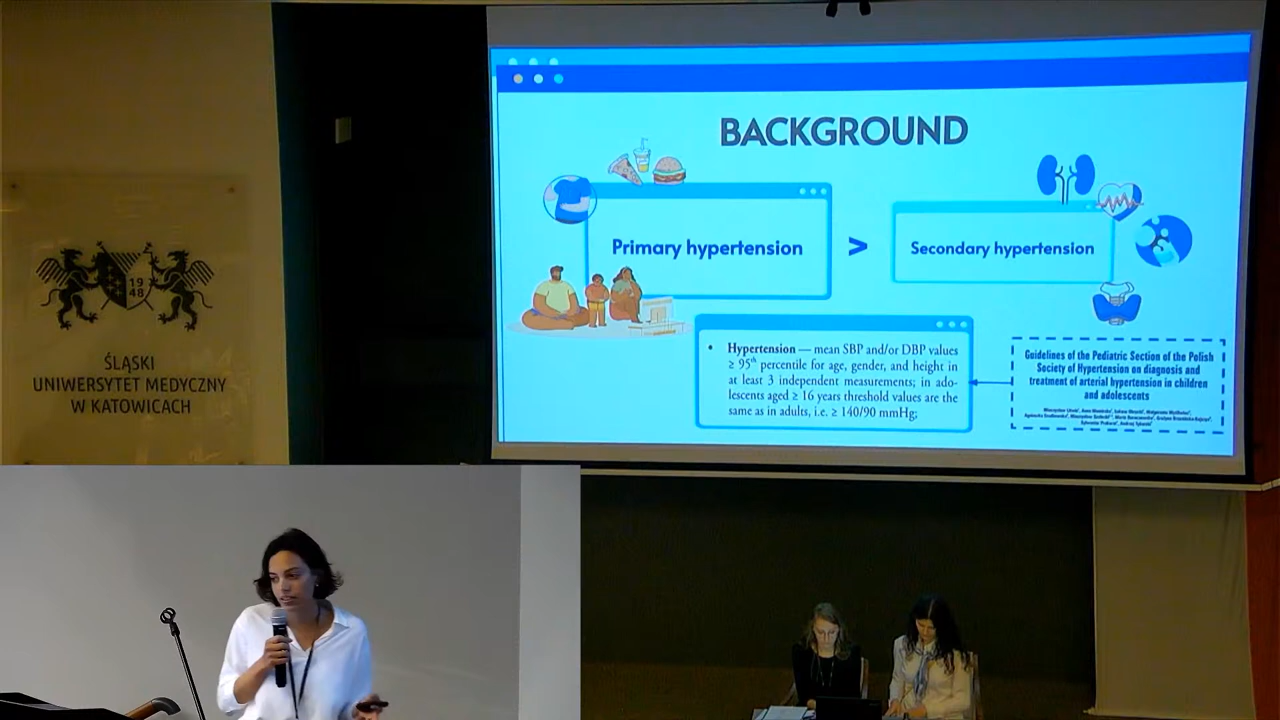 BACKGROUND
Primary hypertension
>
Secondary hypertension
• Hypertension — mean SBP and/or DBP values
≥ 95th percentile for age, gender, and height in
at least 3 independent measurements; in ado-
lescents aged ≥ 16 years threshold values are the
same as in adults, i.e. ≥ 140/90 mmHg;
Guidelines of the Pediatric Section of the Polish
Society of Hypertension on diagnosis and
treatment of arterial hypertension in children
and adolescents
19
48
ŚLĄSKI
UNIWERSYTET MEDYCZNY
W KATOWICACH